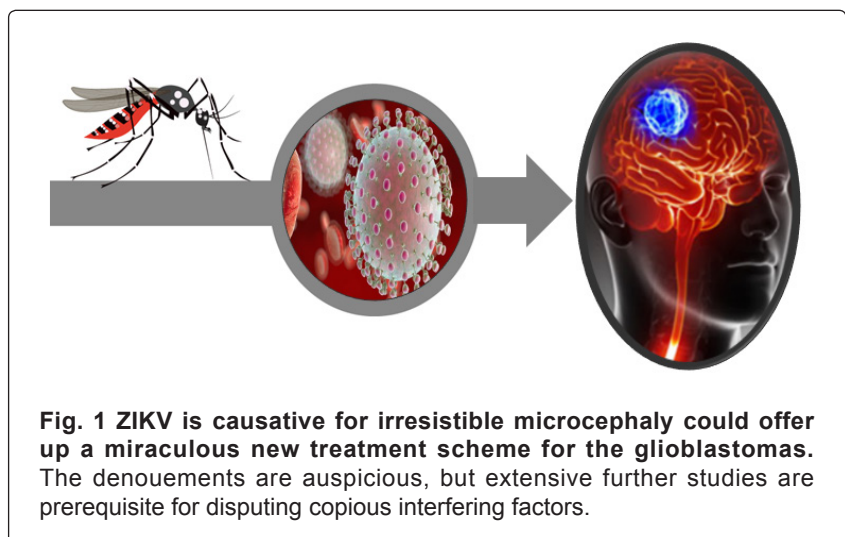 Fig. 1 ZIKV is causative for irresistible microcephaly could offer
up a miraculous new treatment scheme for the glioblastomas.
The denouements are auspicious, but extensive further studies are
prerequisite for disputing copious interfering factors.